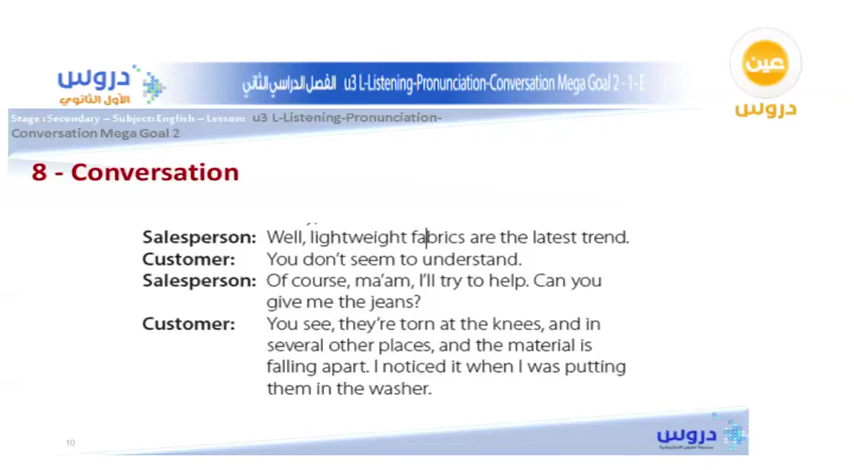 دروس
الأول الثانوي
الفصل الدراسي الثاني u3 L-Listening-Pronunciation-Conversation Mega Goal 2 - 1 - E
عين
دروس
Stage : Secondary – Subject: English – Lesson: u3 L-Listening-Pronunciation-
Conversation Mega Goal 2
8 - Conversation
Salesperson: Well, lightweight fabrics are the latest trend.
Customer: You don't seem to understand.
Salesperson: Of course, ma'am, I'll try to help. Can you
give me the jeans?
Customer: You see, they're torn at the knees, and in
several other places, and the material is
falling apart. I noticed it when I was putting
them in the washer.
10
دروس